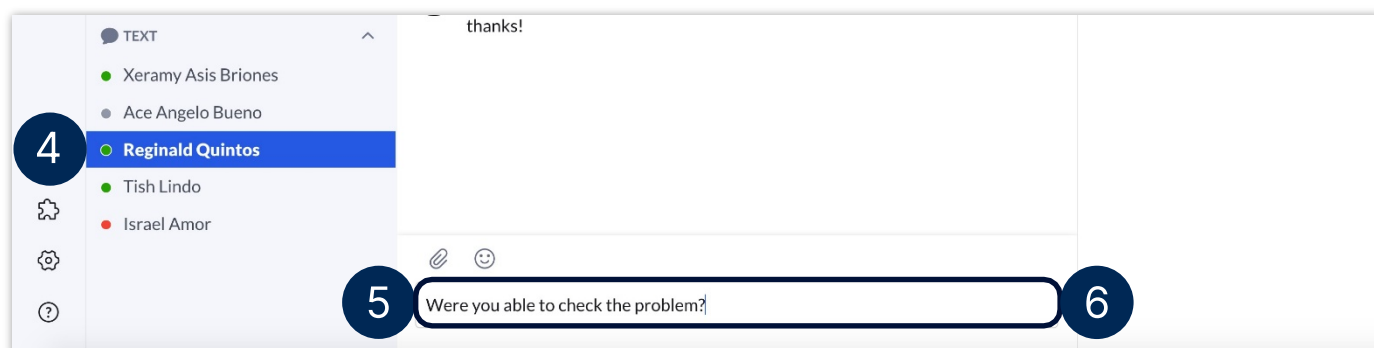 thanks!
TEXT
Xeramy Asis Briones
Ace Angelo Bueno
4
Reginald Quintos
Tish Lindo
Israel Amor
?
5
Were you able to check the problem?
6